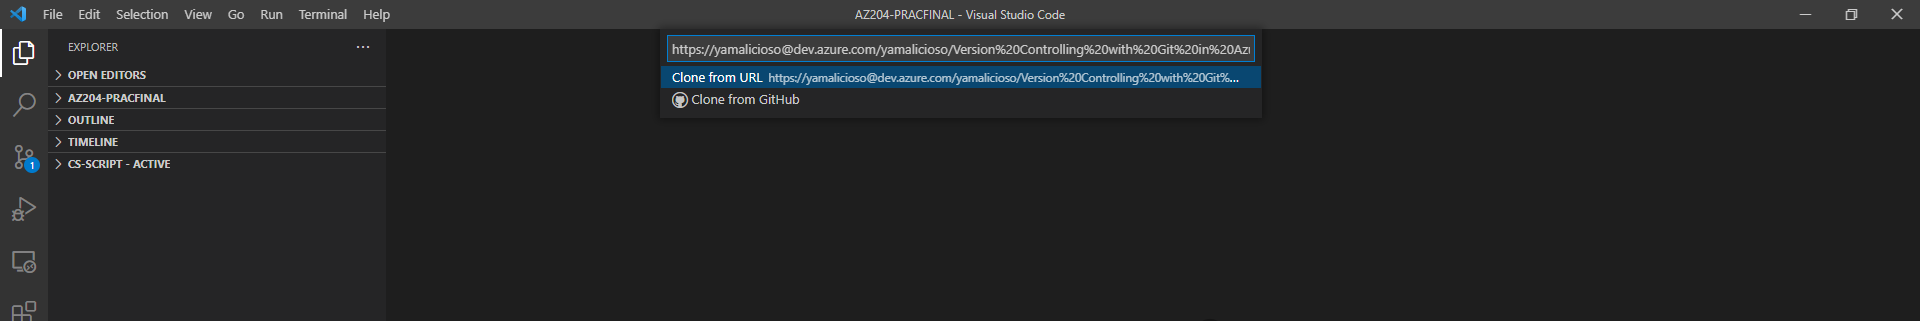 File Edit Selection View Go Run Terminal Help AZ204-PRACFINAL - Visual Studio Code
EXPLORER ···
https://yamalicioso@dev.azure.com/yamalicioso/Version%20Controlling%20with%20Git%20in%20Az
OPEN EDITORS
Clone from URL https://yamalicioso@dev.azure.com/yamalicioso/Version%20Controlling%20with%20Git%...
AZ204-PRACFINAL
Clone from GitHub
OUTLINE
TIMELINE
1
CS-SCRIPT - ACTIVE